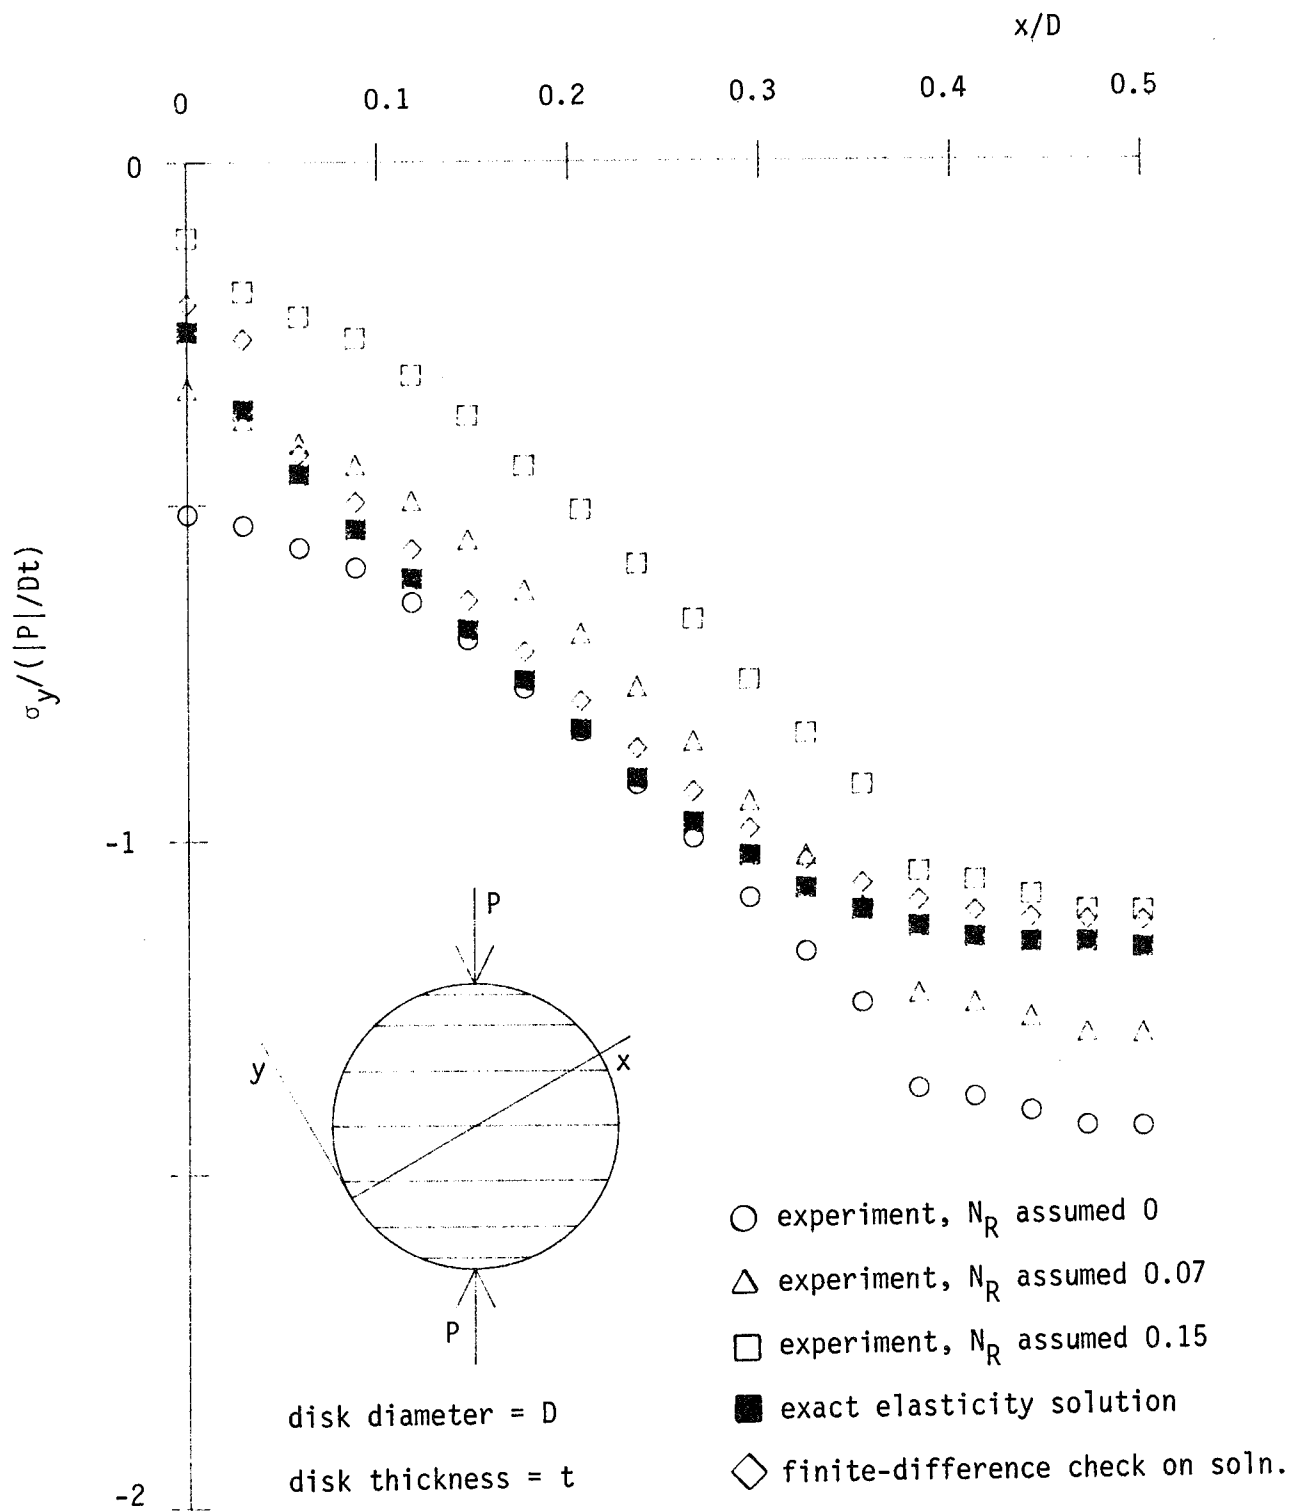 x/D
0 0.1 0.2 0.3 0.4 0.5
0
-1
-2
σy/(|P|/Dt)
P
y
x
P
disk diameter = D
disk thickness = t
experiment, NR assumed 0
experiment, NR assumed 0.07
experiment, NR assumed 0.15
exact elasticity solution
finite-difference check on soln.